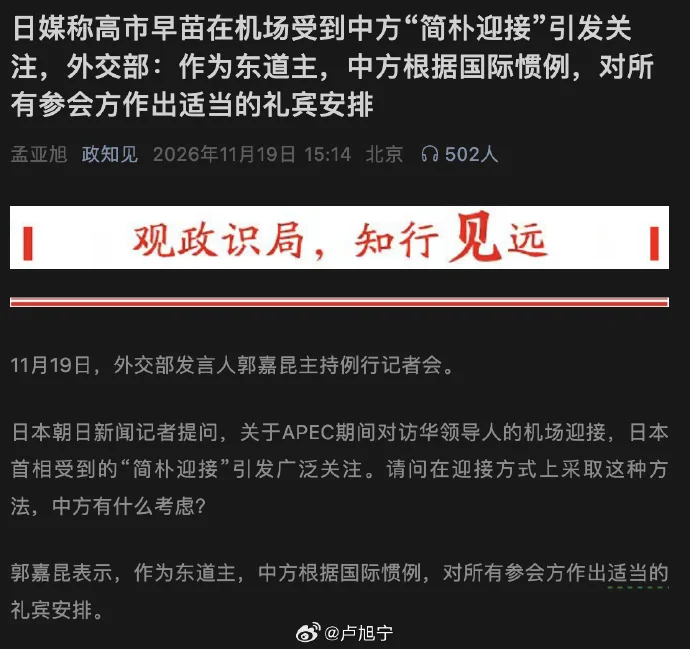 日媒称高市早苗在机场受到中方“简朴迎接”引发关
注，外交部：作为东道主，中方根据国际惯例，对所
有参会方作出适当的礼宾安排
孟亚旭 政知见 2026年11月19日 15:14 北京 502人
观政识局，知行见远
11月19日，外交部发言人郭嘉昆主持例行记者会。
日本朝日新闻记者提问，关于APEC期间对访华领导人的机场迎接，日本
首相受到的“简朴迎接”引发广泛关注。请问在迎接方式上采取这种方
法，中方有什么考虑？
郭嘉昆表示，作为东道主，中方根据国际惯例，对所有参会方作出适当的
礼宾安排。
@卢旭宁